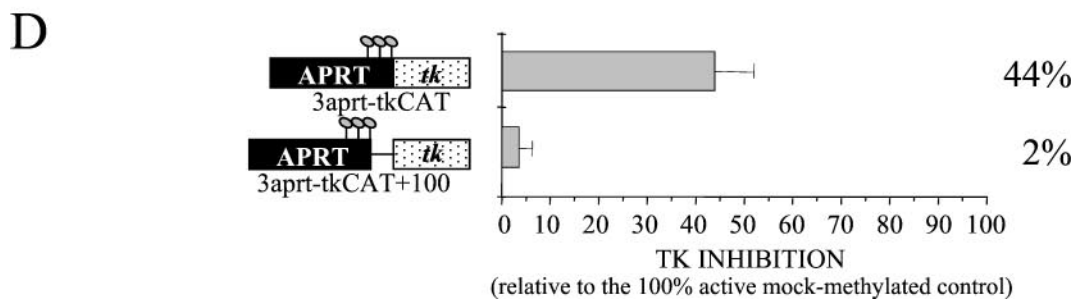 D
APRT tk 44%
3aprt-tkCAT
APRT tk 2%
3aprt-tkCAT+100
0 10 20 30 40 50 60 70 80 90 100
TK INHIBITION
(relative to the 100% active mock-methylated control)